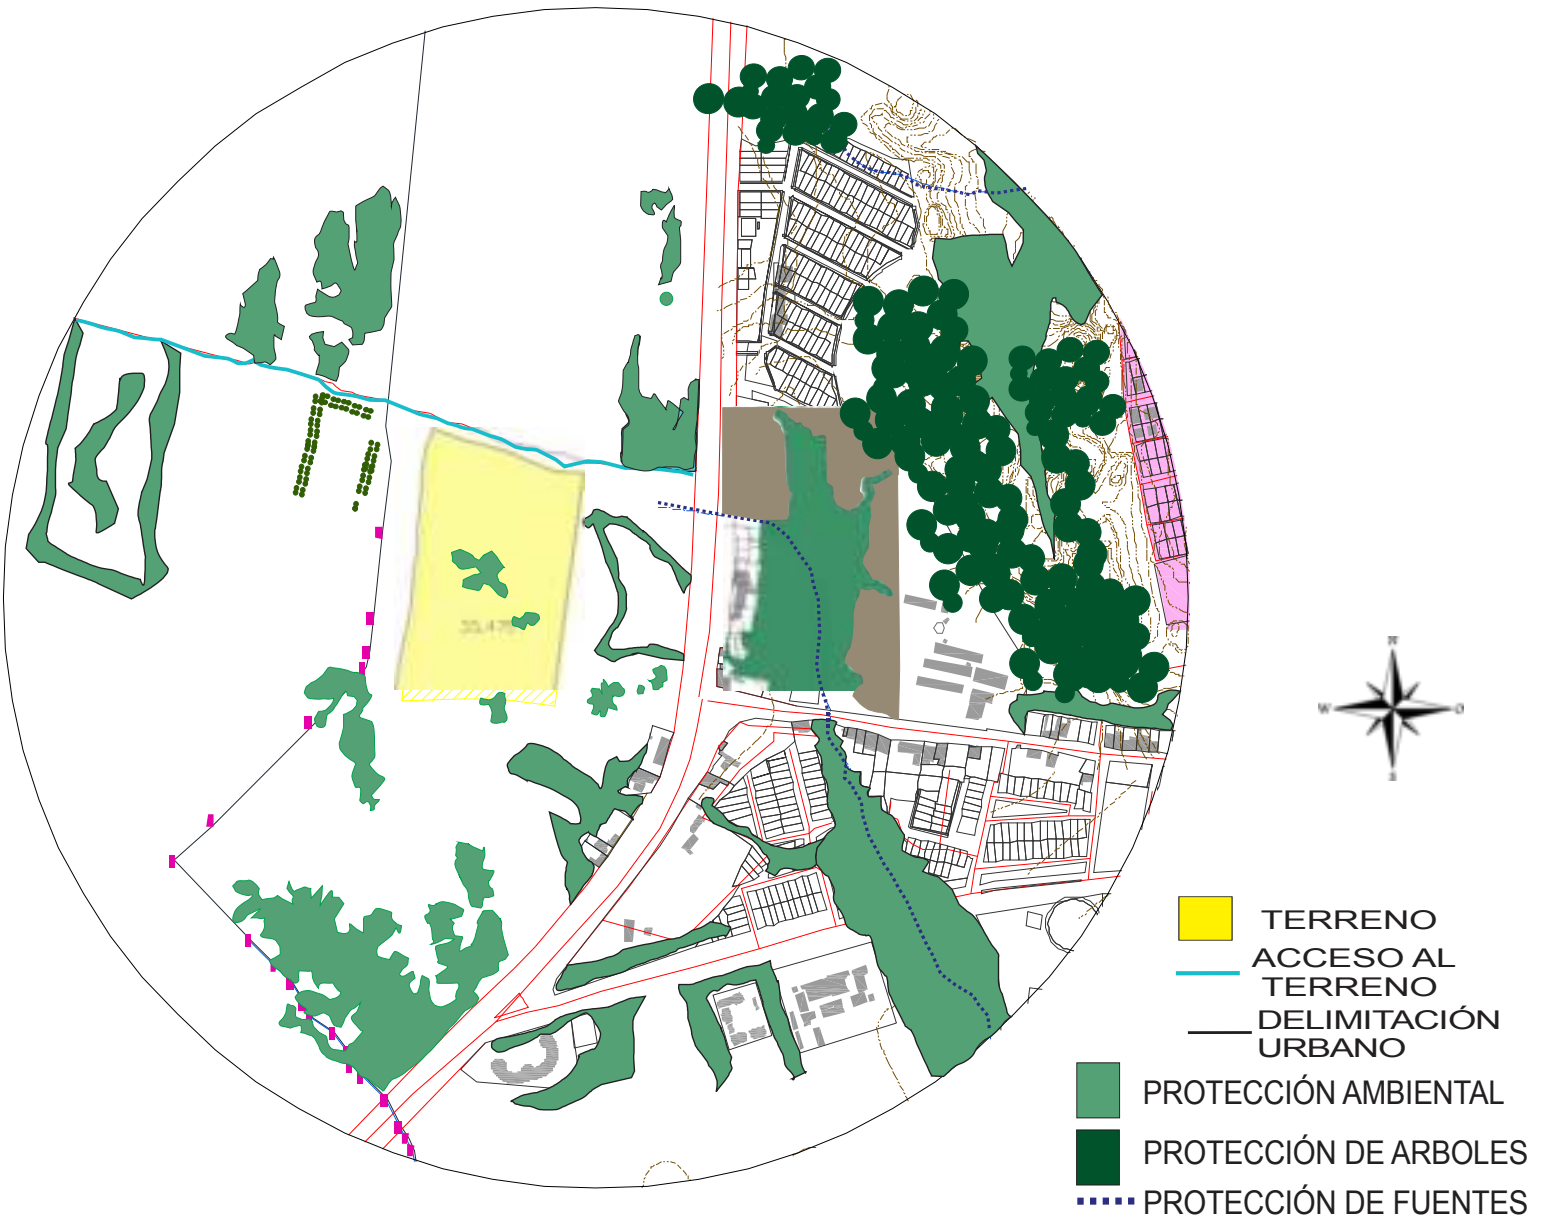 N
W
S
TERRENO
ACCESO AL
TERRENO
DELIMITACIÓN
URBANO
PROTECCIÓN AMBIENTAL
PROTECCIÓN DE ARBOLES
PROTECCIÓN DE FUENTES